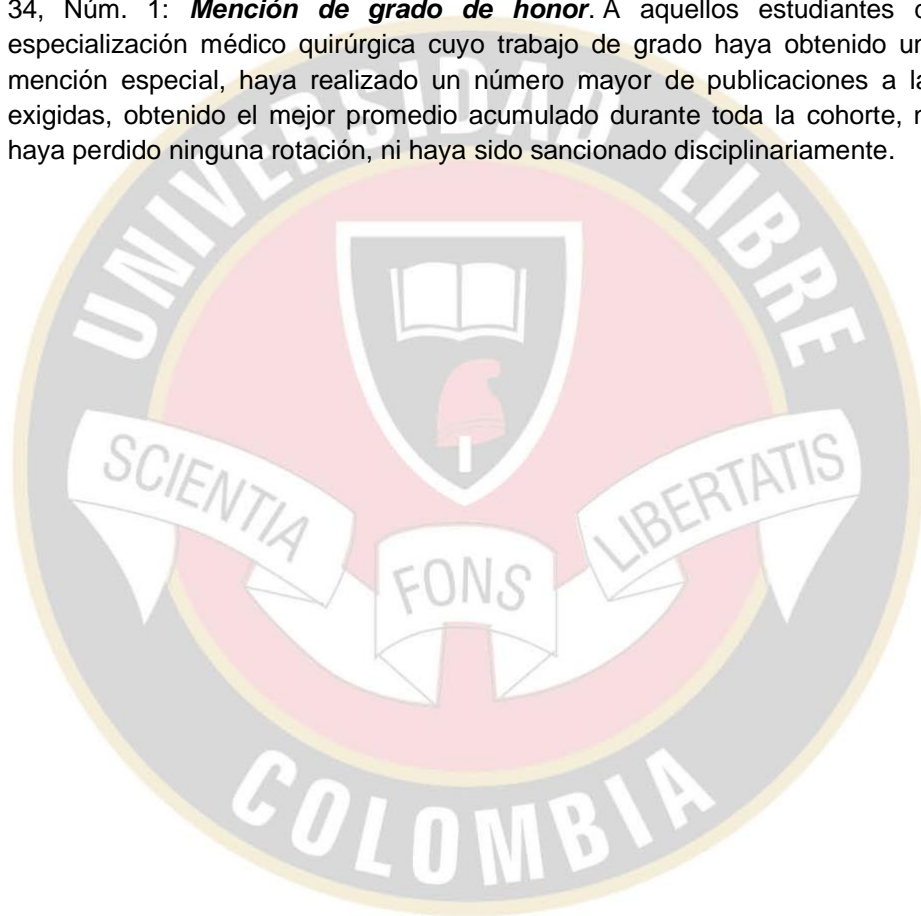 34, Núm. 1: Mención de grado de honor. A aquellos estudiantes
especialización médico quirúrgica cuyo trabajo de grado haya obtenido
mención especial, haya realizado un número mayor de publicaciones a
exigidas, obtenido el mejor promedio acumulado durante toda la cohorte,
haya perdido ninguna rotación, ni haya sido sancionado disciplinariamente.
UNIVERSIDAD LIBRE
SCIENTIA
FONS
LIBERTATIS
COLOMBIA